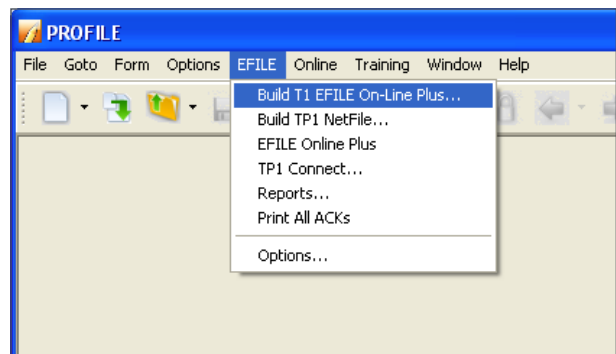 PROFILE
File Goto Form Options EFILE Online Training Window Help
Build T1 EFILE On-Line Plus...
Build TP1 NetFile...
EFILE Online Plus
TP1 Connect...
Reports...
Print All ACKs
Options...